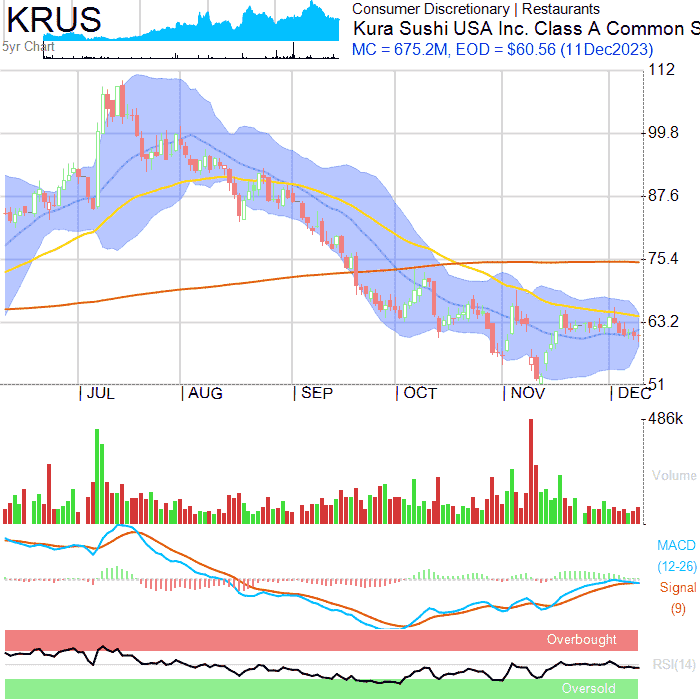 KRUS
5yr Chart
Consumer Discretionary | Restaurants
Kura Sushi USA Inc. Class A Common S
MC = 675.2M, EOD = $60.56 (11Dec2023)
112
99.8
87.6
75.4
63.2
51
JUL AUG SEP OCT NOV DEC
486k
Volume
MACD
(12-26)
Signal
(9)
Overbought
RSI(14)
Oversold